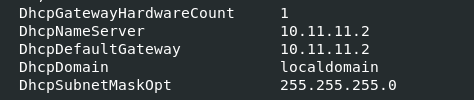 DhcpGatewayHardwareCount 1
DhcpNameServer 10.11.11.2
DhcpDefaultGateway 10.11.11.2
DhcpDomain localdomain
DhcpSubnetMaskOpt 255.255.255.0